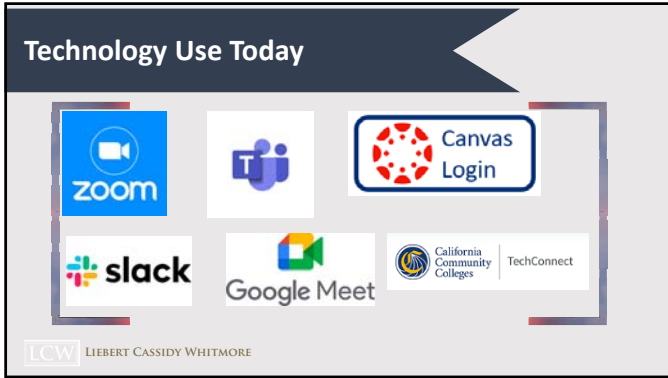 Technology Use Today
zoom
T
Canvas
Login
slack
Google Meet
California
Community
Colleges
TechConnect
LCW LIEBERT CASSIDY WHITMORE